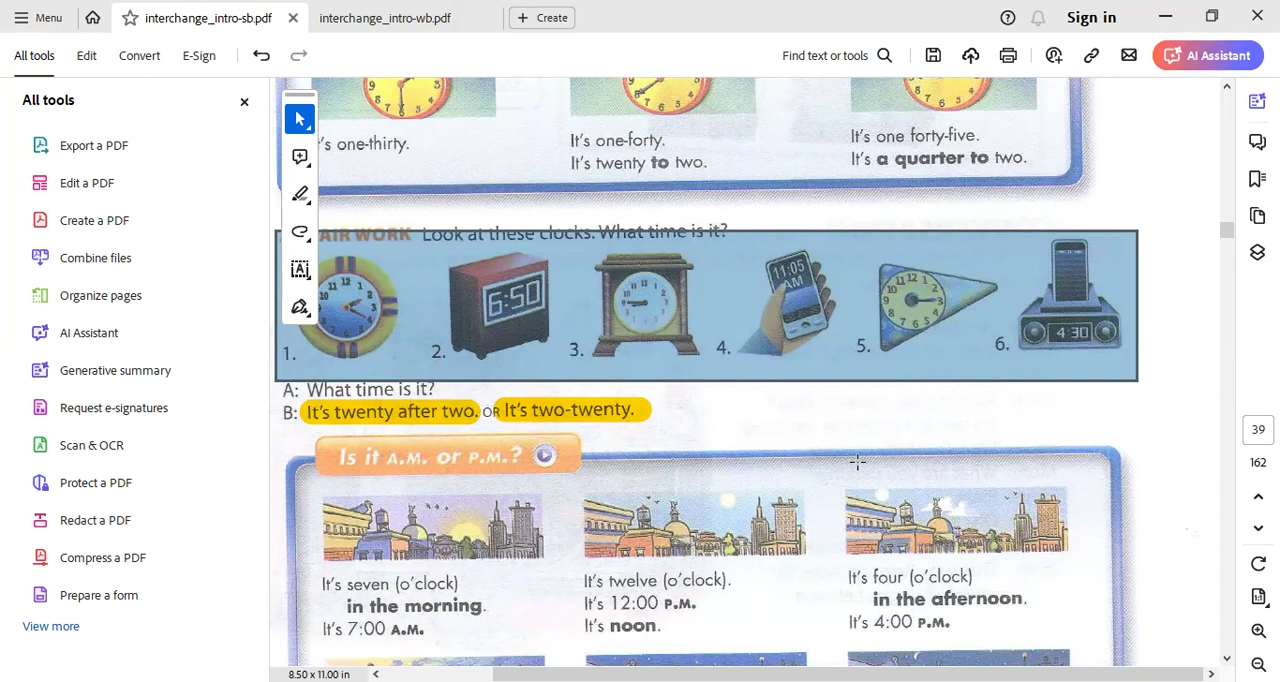 Menu
interchange_intro-sb.pdf
interchange_intro-wb.pdf
Create
Sign in
All tools
Edit
Convert
E-Sign
Find text or tools
AI Assistant
All tools
Export a PDF
Edit a PDF
Create a PDF
Combine files
Organize pages
AI Assistant
Generative summary
Request e-signatures
Scan & OCR
Protect a PDF
Redact a PDF
Compress a PDF
Prepare a form
View more
's one-thirty.
It's one-forty.
It's twenty to two.
It's one forty-five.
It's a quarter to two.
AIR WORK Look at these clocks. What time is it?
6:50
11:05 AM
4:30
1. 2. 3. 4. 5. 6.
A: What time is it?
B: It's twenty after two. OR It's two-twenty.
Is it A.M. or P.M.?
It's seven (o'clock)
in the morning.
It's 7:00 A.M.
It's twelve (o'clock).
It's 12:00 P.M.
It's noon.
It's four (o'clock)
in the afternoon.
It's 4:00 P.M.
39
162
8.50 x 11.00 in